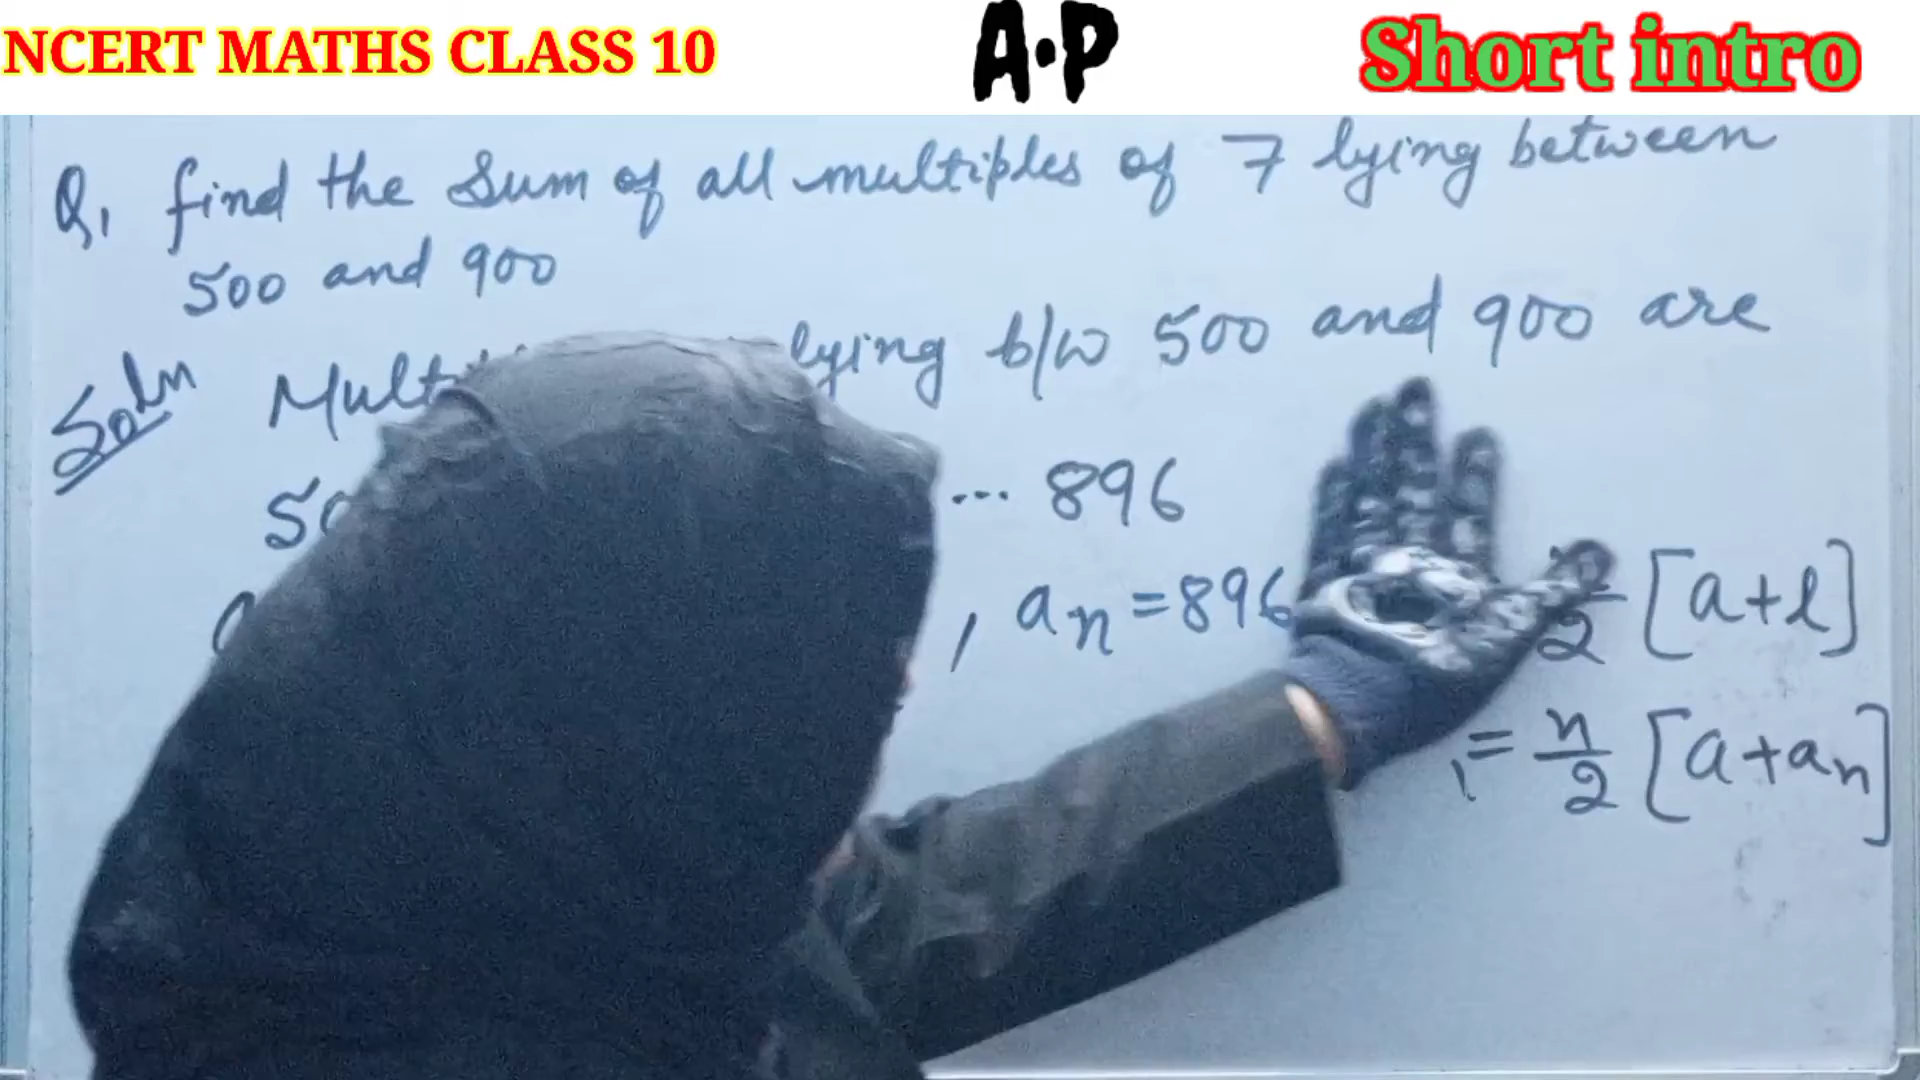 NCERT MATHS CLASS 10
A.P
Short intro
Q1 find the Sum of all multiples of 7 lying between
500 and 900
Soln
lying b/w 500 and 900 are
... 896
, an = 896
2 [a+l]
= n/2 [a+an]